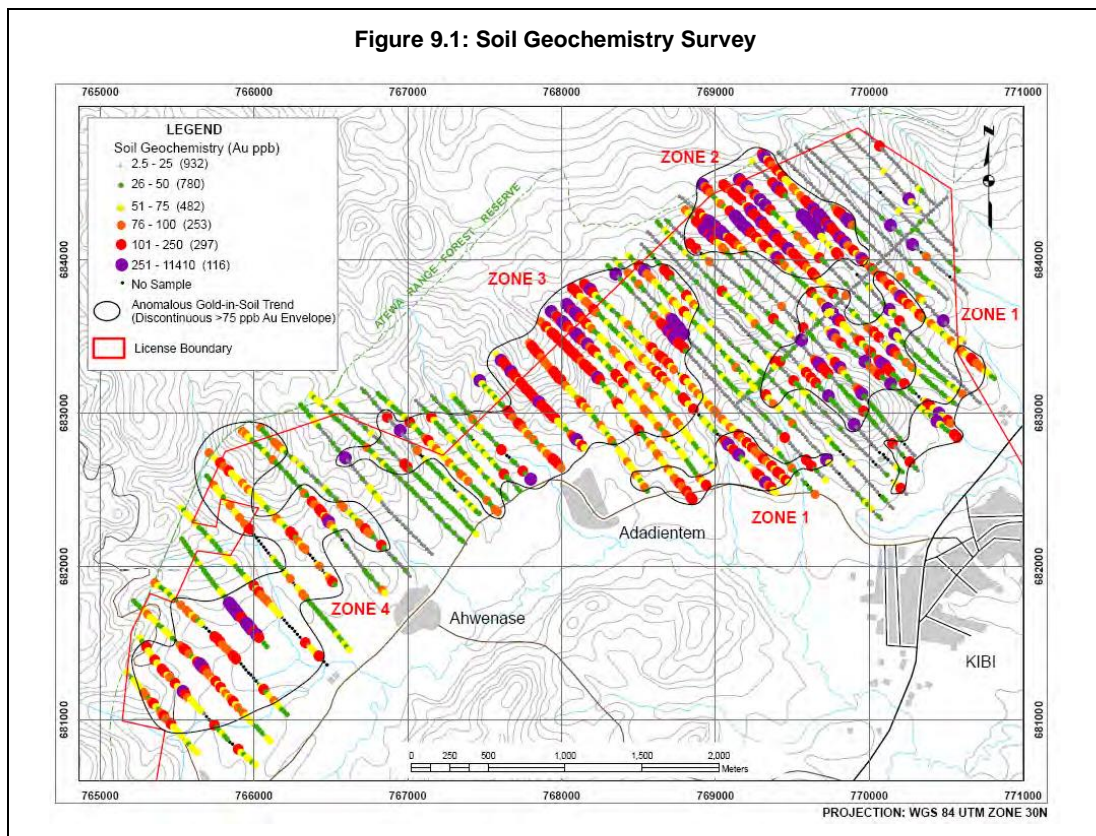 Figure 9.1: Soil Geochemistry Survey
765000 766000 767000 768000 769000 770000 771000
LEGEND
Soil Geochemistry (Au ppb)
2.5 - 25 (932)
26 - 50 (780)
51 - 75 (482)
76 - 100 (253)
101 - 250 (297)
251 - 11410 (116)
No Sample
Anomalous Gold-in-Soil Trend
(Discontinuous >75 ppb Au Envelope)
License Boundary
N
ZONE 2
ATEWA RANGE FOREST RESERVE
684000 684000
ZONE 3
ZONE 1
683000 683000
ZONE 1
Adadientem
682000 682000
ZONE 4
Ahwenase
KIBI
681000 681000
0 250 500 1,000 1,500 2,000
Meters
765000 766000 767000 768000 769000 770000 771000
PROJECTION: WGS 84 UTM ZONE 30N